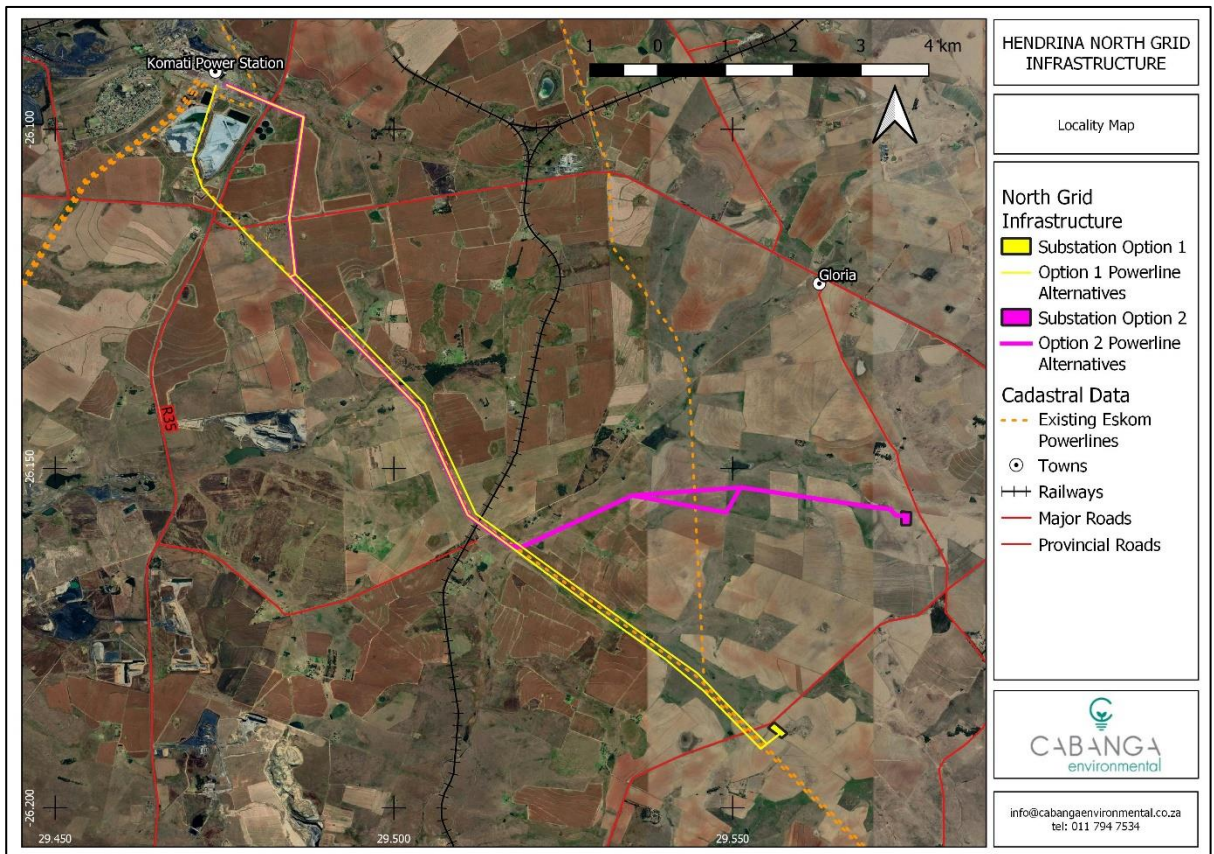 Komati Power Station
1 0 1 2 3 4 km
Gloria
R35
-26.100
-26.150
-26.200
29.450
29.500
29.550
HENDRINA NORTH GRID
INFRASTRUCTURE
Locality Map
North Grid
Infrastructure
Substation Option 1
Option 1 Powerline
Alternatives
Substation Option 2
Option 2 Powerline
Alternatives
Cadastral Data
Existing Eskom
Powerlines
Towns
Railways
Major Roads
Provincial Roads
CABANGA
environmental
info@cabangaenvironmental.co.za
tel: 011 794 7534